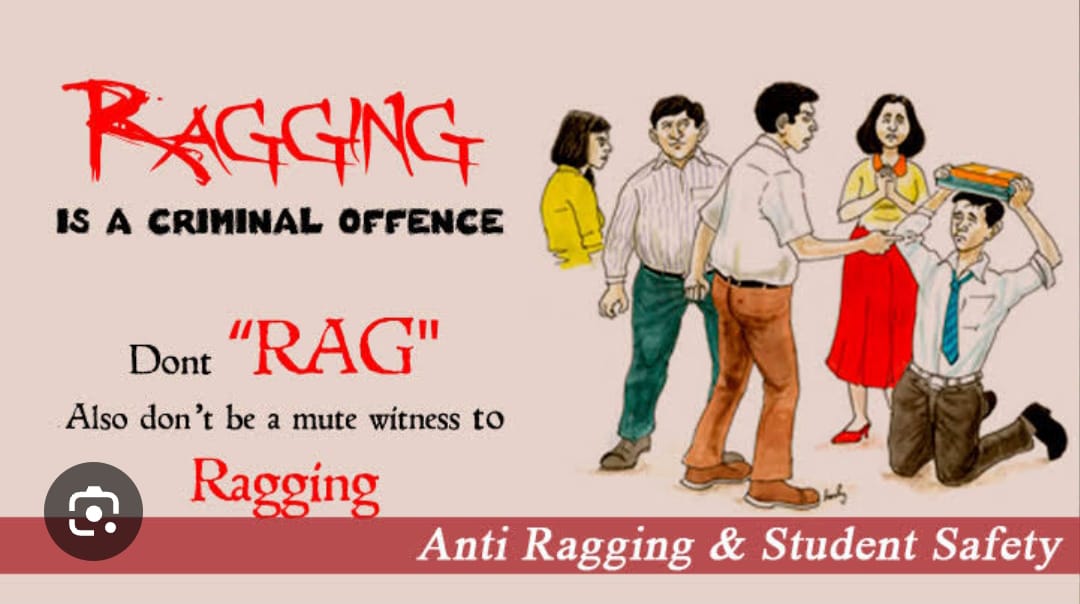 RAGGING
IS A CRIMINAL OFFENCE
Dont “RAG"
Also don't be a mute witness to
Ragging
Anti Ragging & Student Safety